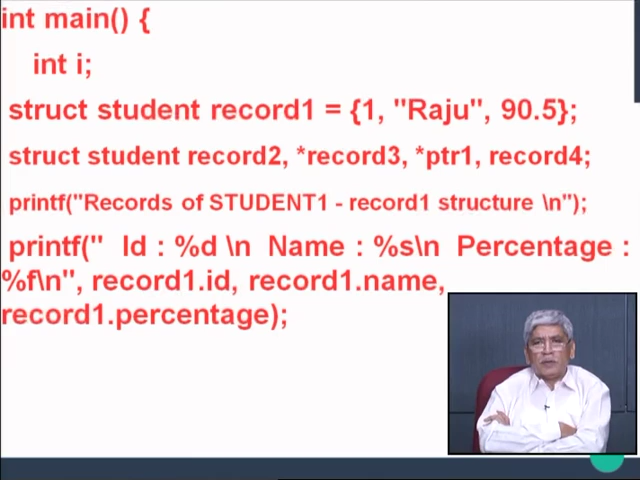 int main() {
int i;
struct student record1 = {1, "Raju", 90.5};
struct student record2, *record3, *ptr1, record4;
printf("Records of STUDENT1 - record1 structure \n");
printf(" Id : %d \n Name : %s\n Percentage :
%f\n", record1.id, record1.name,
record1.percentage);